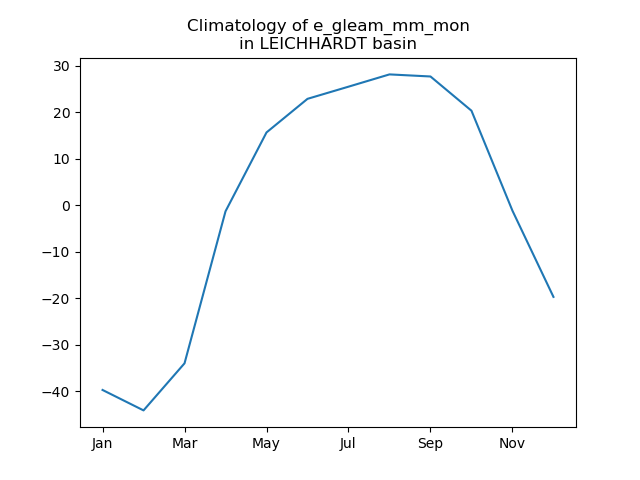 Climatology of e_gleam_mm_mon
in LEICHHARDT basin
30
20
10
0
−10
−20
−30
−40
Jan
Mar
May
Jul
Sep
Nov